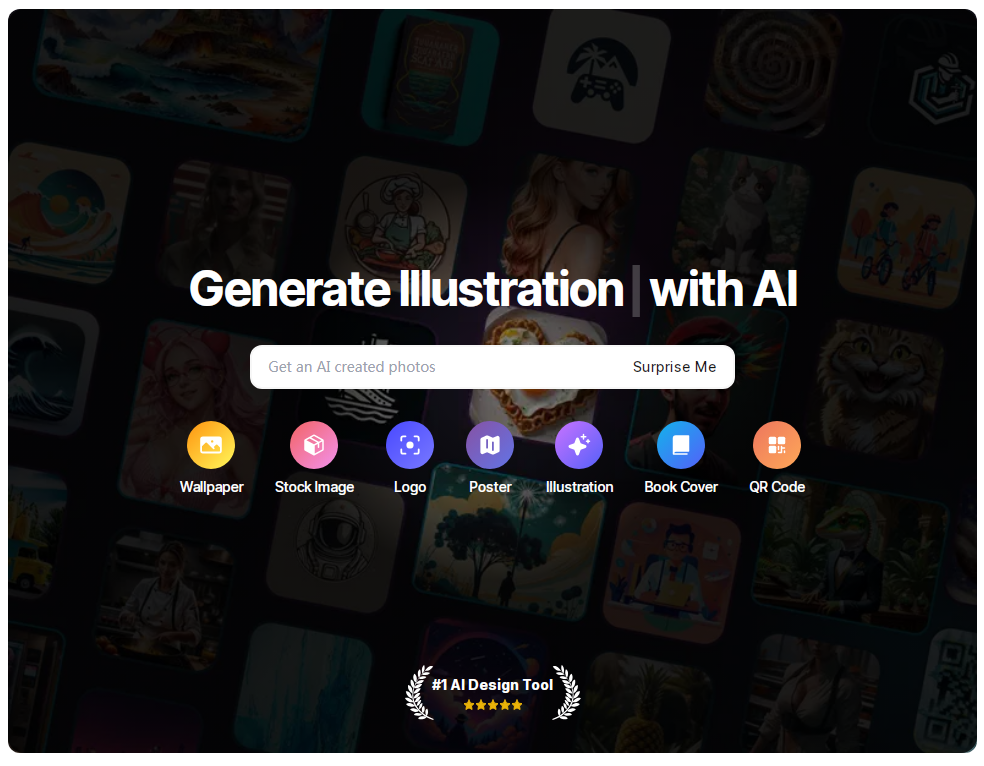 Generate Illustration | with AI
Get an AI created photos
Surprise Me
Wallpaper
Stock Image
Logo
Poster
Illustration
Book Cover
QR Code
#1 AI Design Tool